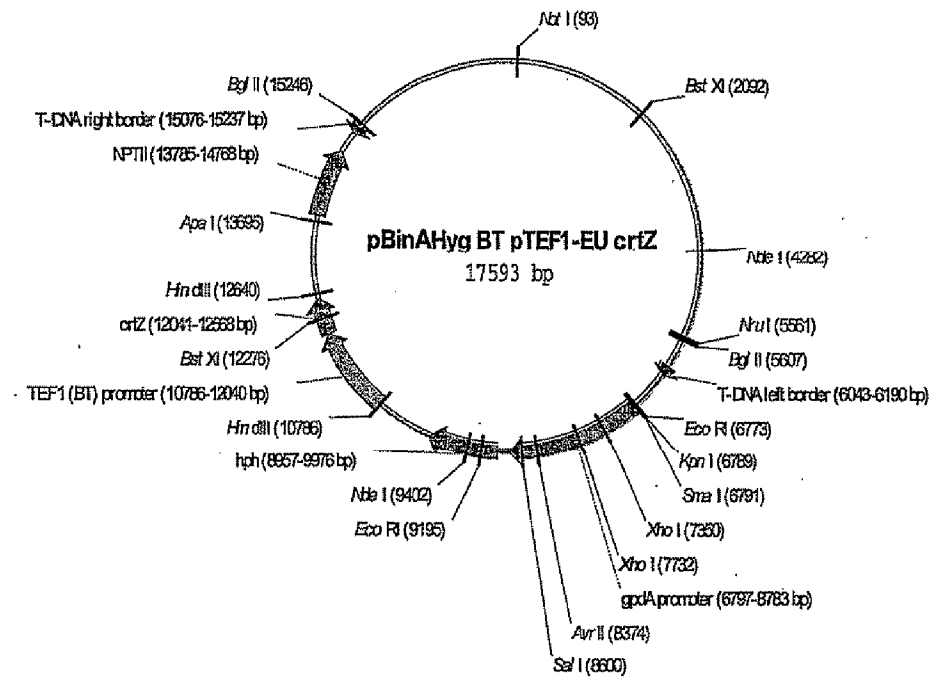 Not I (93)
Bgl II (15246)
Bst XI (2092)
T-DNA right border (15076-15237 bp)
NPTII (13785-14768 bp)
Apa I (13695)
pBinAHyg BT pTEF1-EU crtZ
17593 bp
Nde I (4282)
Hin dIII (12640)
crtZ (12041-12568 bp)
Nru I (5561)
Bst XI (12276)
Bgl II (5607)
TEF1 (BT) promoter (10786-12040 bp)
T-DNA left border (6043-6190 bp)
Hin dIII (10786)
Eco RI (6773)
hph (8957-9976 bp)
Kpn I (6789)
Nde I (9402)
Sma I (6791)
Eco RI (9195)
Xho I (7360)
Xho I (7732)
gpdA promoter (6797-8783 bp)
Avr II (8374)
Sal I (8600)